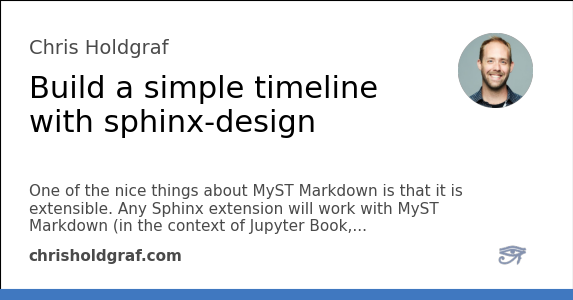 Chris Holdgraf
Build a simple timeline
with sphinx-design
One of the nice things about MyST Markdown is that it is
extensible. Any Sphinx extension will work with MyST
Markdown (in the context of Jupyter Book,...
chrisholdgraf.com